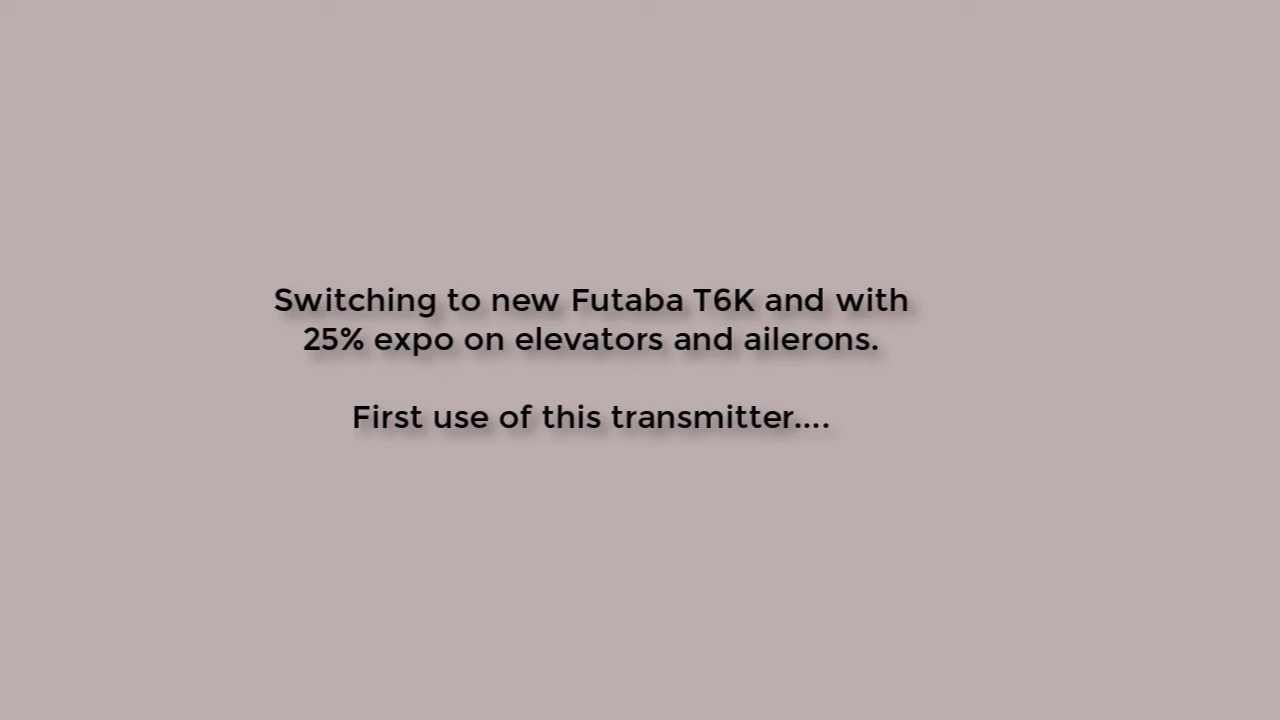 Switching to new Futaba T6K and with
25% expo on elevators and ailerons.
First use of this transmitter....